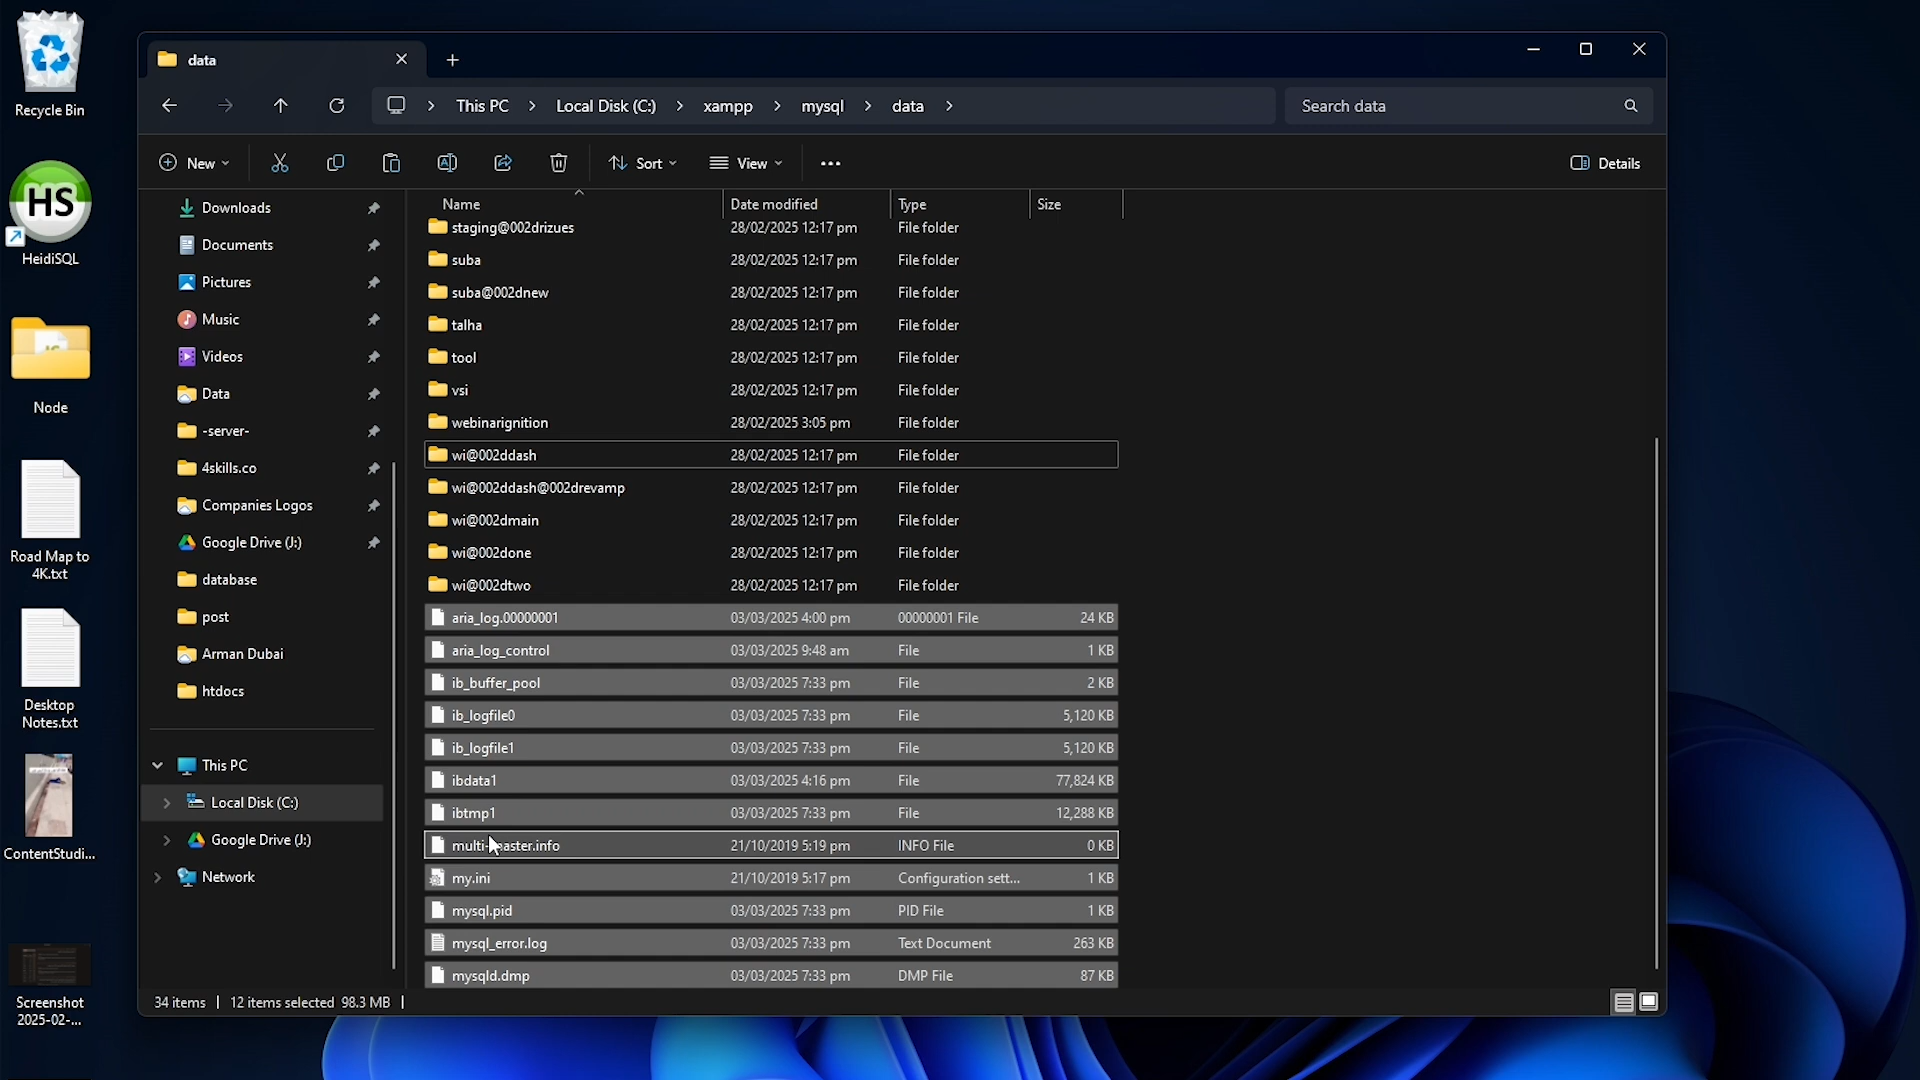 Recycle Bin
HS
HeidiSQL
JS
Node
Road Map to
4K.txt
Desktop
Notes.txt
ContentStudi...
Screenshot
2025-02-...
data
This PC
Local Disk (C:)
xampp
mysql
data
Search data
New
Sort
View
Details
Downloads
Documents
Pictures
Music
Videos
Data
-server-
4skills.co
Companies Logos
Google Drive (J:)
database
post
Arman Dubai
htdocs
This PC
Local Disk (C:)
Google Drive (J:)
Network
Name Date modified Type Size
staging@002drizues 28/02/2025 12:17 pm File folder
suba 28/02/2025 12:17 pm File folder
suba@002dnew 28/02/2025 12:17 pm File folder
talha 28/02/2025 12:17 pm File folder
tool 28/02/2025 12:17 pm File folder
vsi 28/02/2025 12:17 pm File folder
webinarignition 28/02/2025 3:05 pm File folder
wi@002ddash 28/02/2025 12:17 pm File folder
wi@002ddash@002drevamp 28/02/2025 12:17 pm File folder
wi@002dmain 28/02/2025 12:17 pm File folder
wi@002done 28/02/2025 12:17 pm File folder
wi@002dtwo 28/02/2025 12:17 pm File folder
aria_log.00000001 03/03/2025 4:00 pm 00000001 File 24 KB
aria_log_control 03/03/2025 9:48 am File 1 KB
ib_buffer_pool 03/03/2025 7:33 pm File 2 KB
ib_logfile0 03/03/2025 7:33 pm File 5,120 KB
ib_logfile1 03/03/2025 7:33 pm File 5,120 KB
ibdata1 03/03/2025 4:16 pm File 77,824 KB
ibtmp1 03/03/2025 7:33 pm File 12,288 KB
multi-master.info 21/10/2019 5:19 pm INFO File 0 KB
my.ini 21/10/2019 5:17 pm Configuration sett... 1 KB
mysql.pid 03/03/2025 7:33 pm PID File 1 KB
mysql_error.log 03/03/2025 7:33 pm Text Document 263 KB
mysqld.dmp 03/03/2025 7:33 pm DMP File 87 KB
34 items 12 items selected 98.3 MB